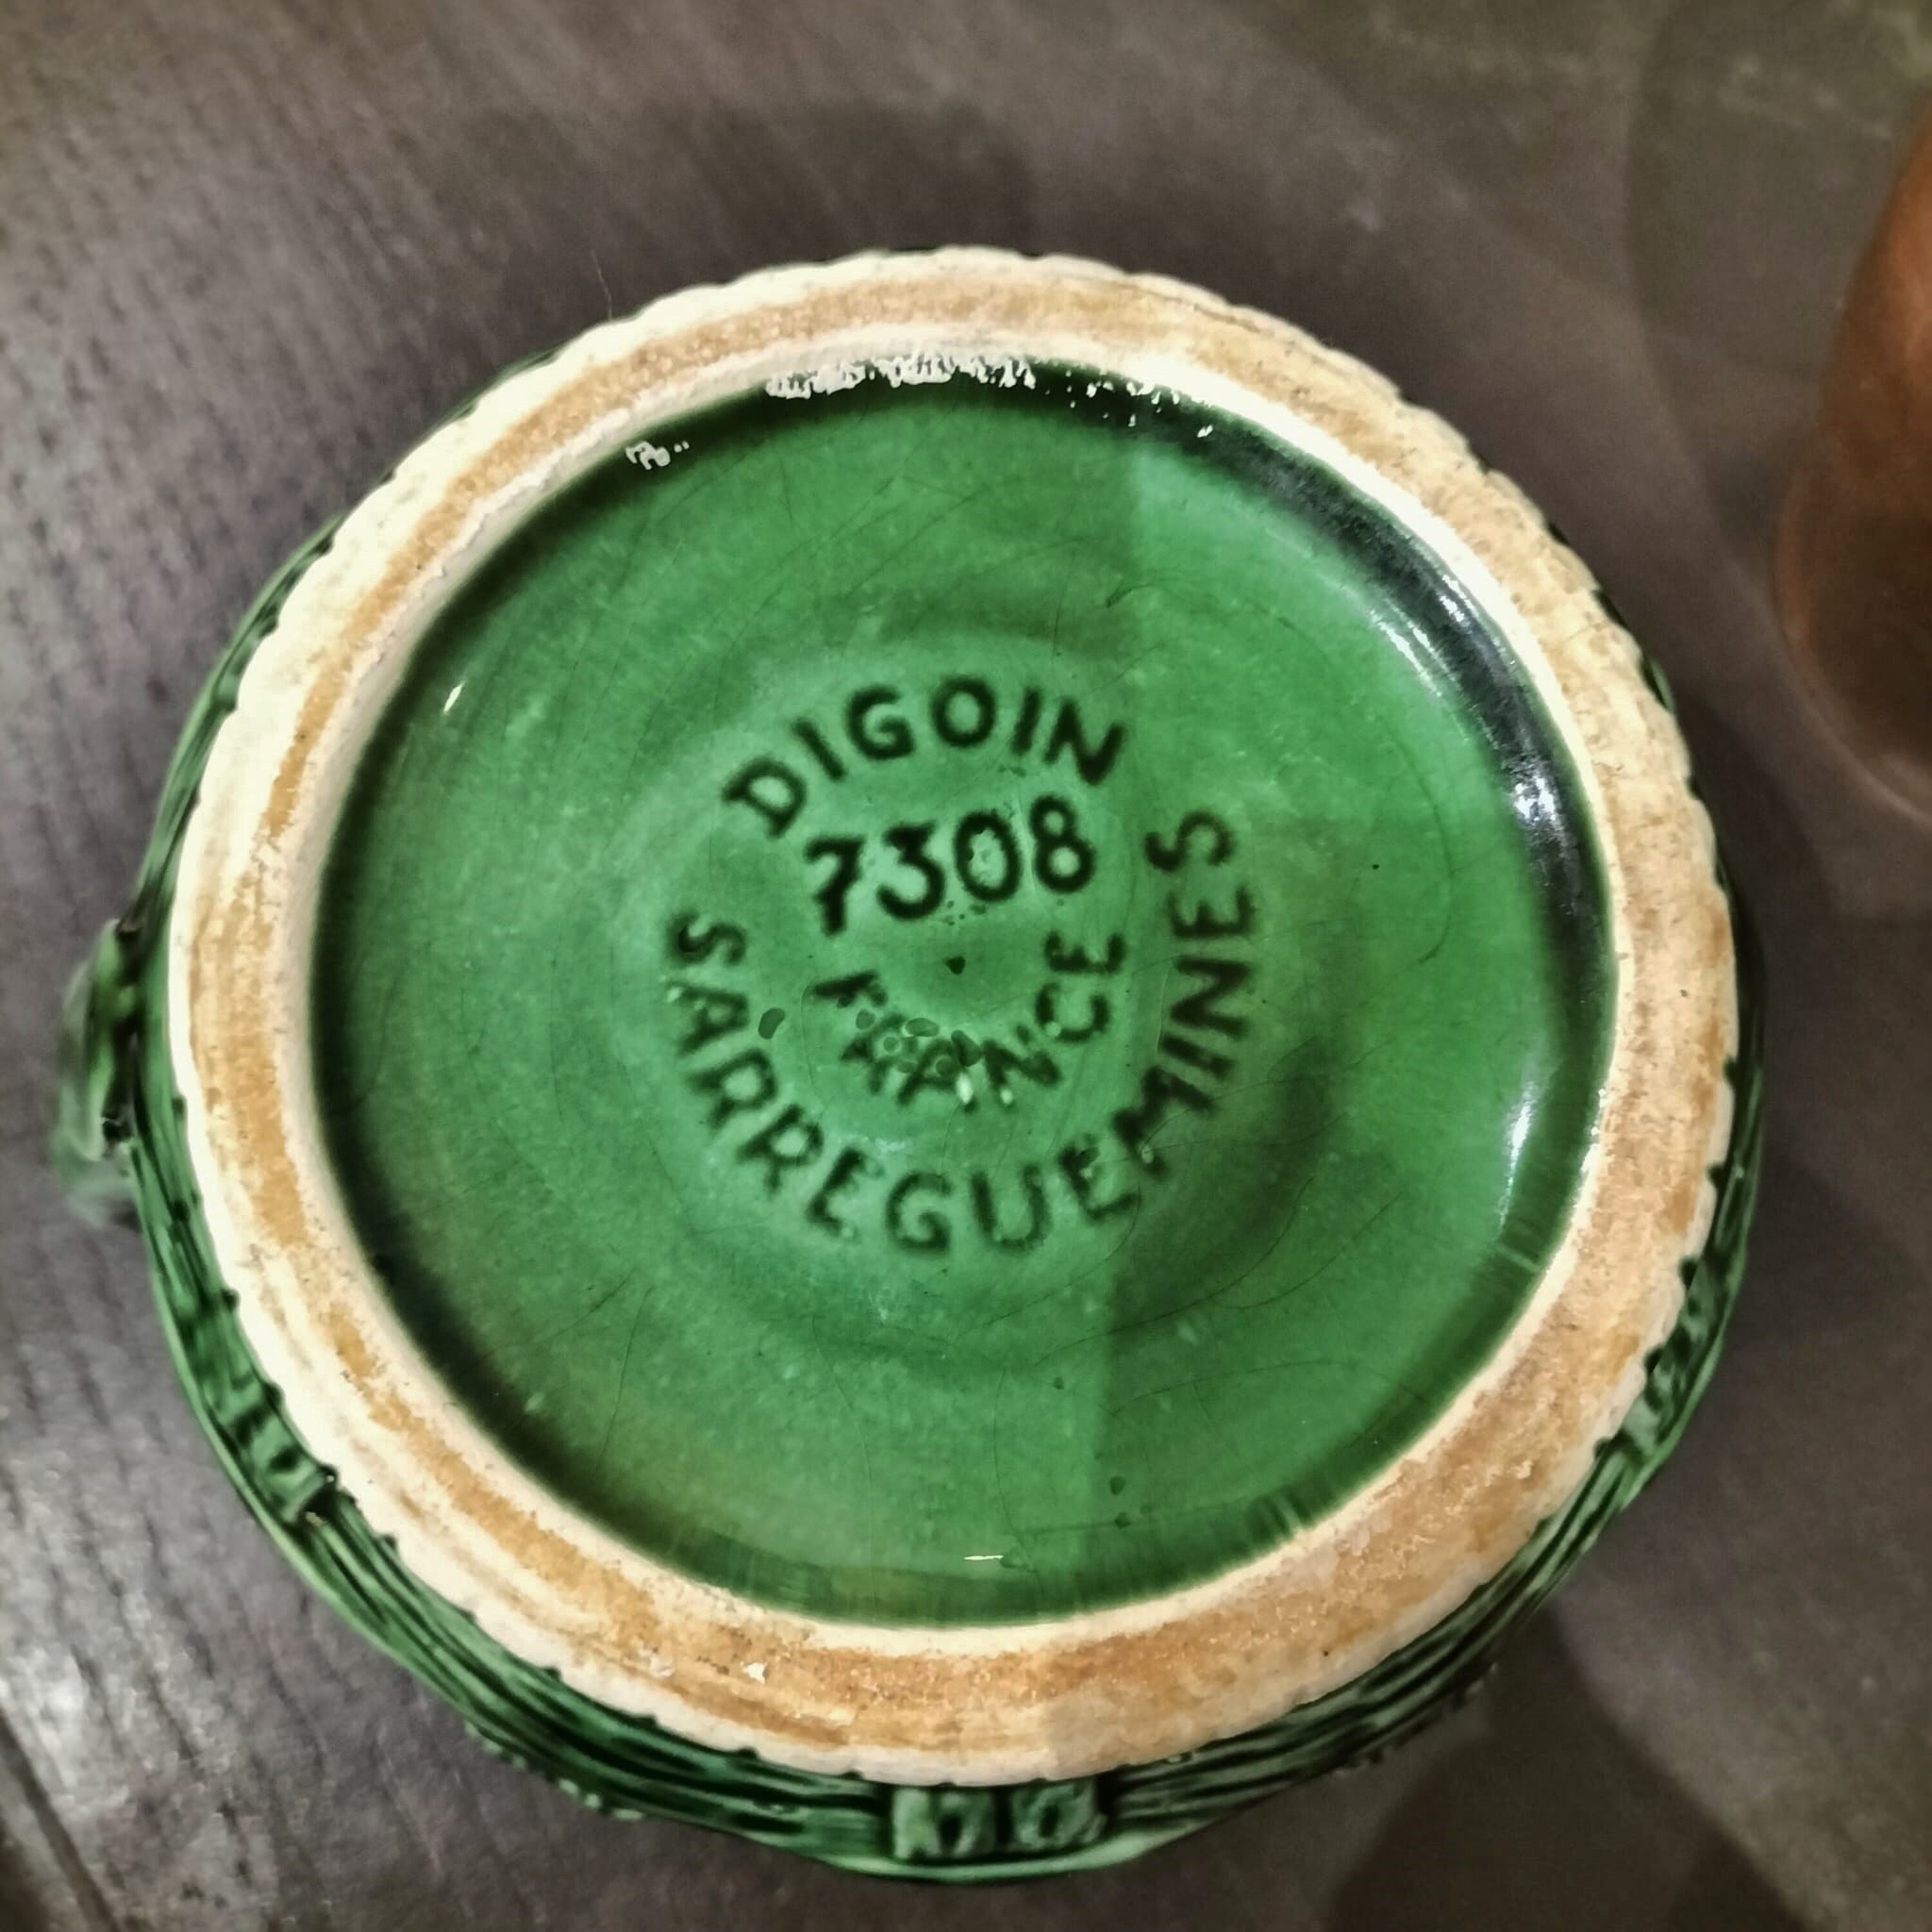 DIGOIN
7308
FRANCE
SARREGUEMINES